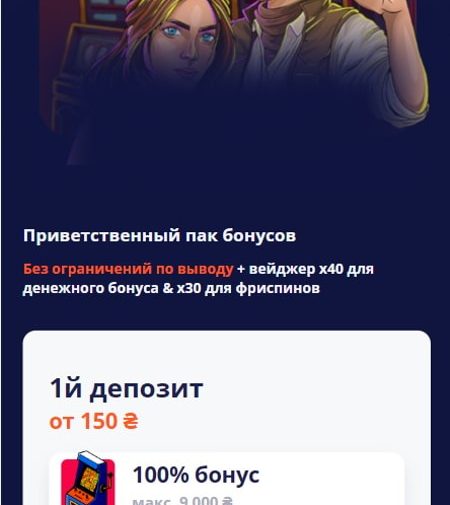 Приветственный пак бонусов
Без ограничений по выводу + вейджер x40 для
денежного бонуса & x30 для фриспинов
1й депозит
от 150 ₴
100% бонус
макс. 9 000 ₴